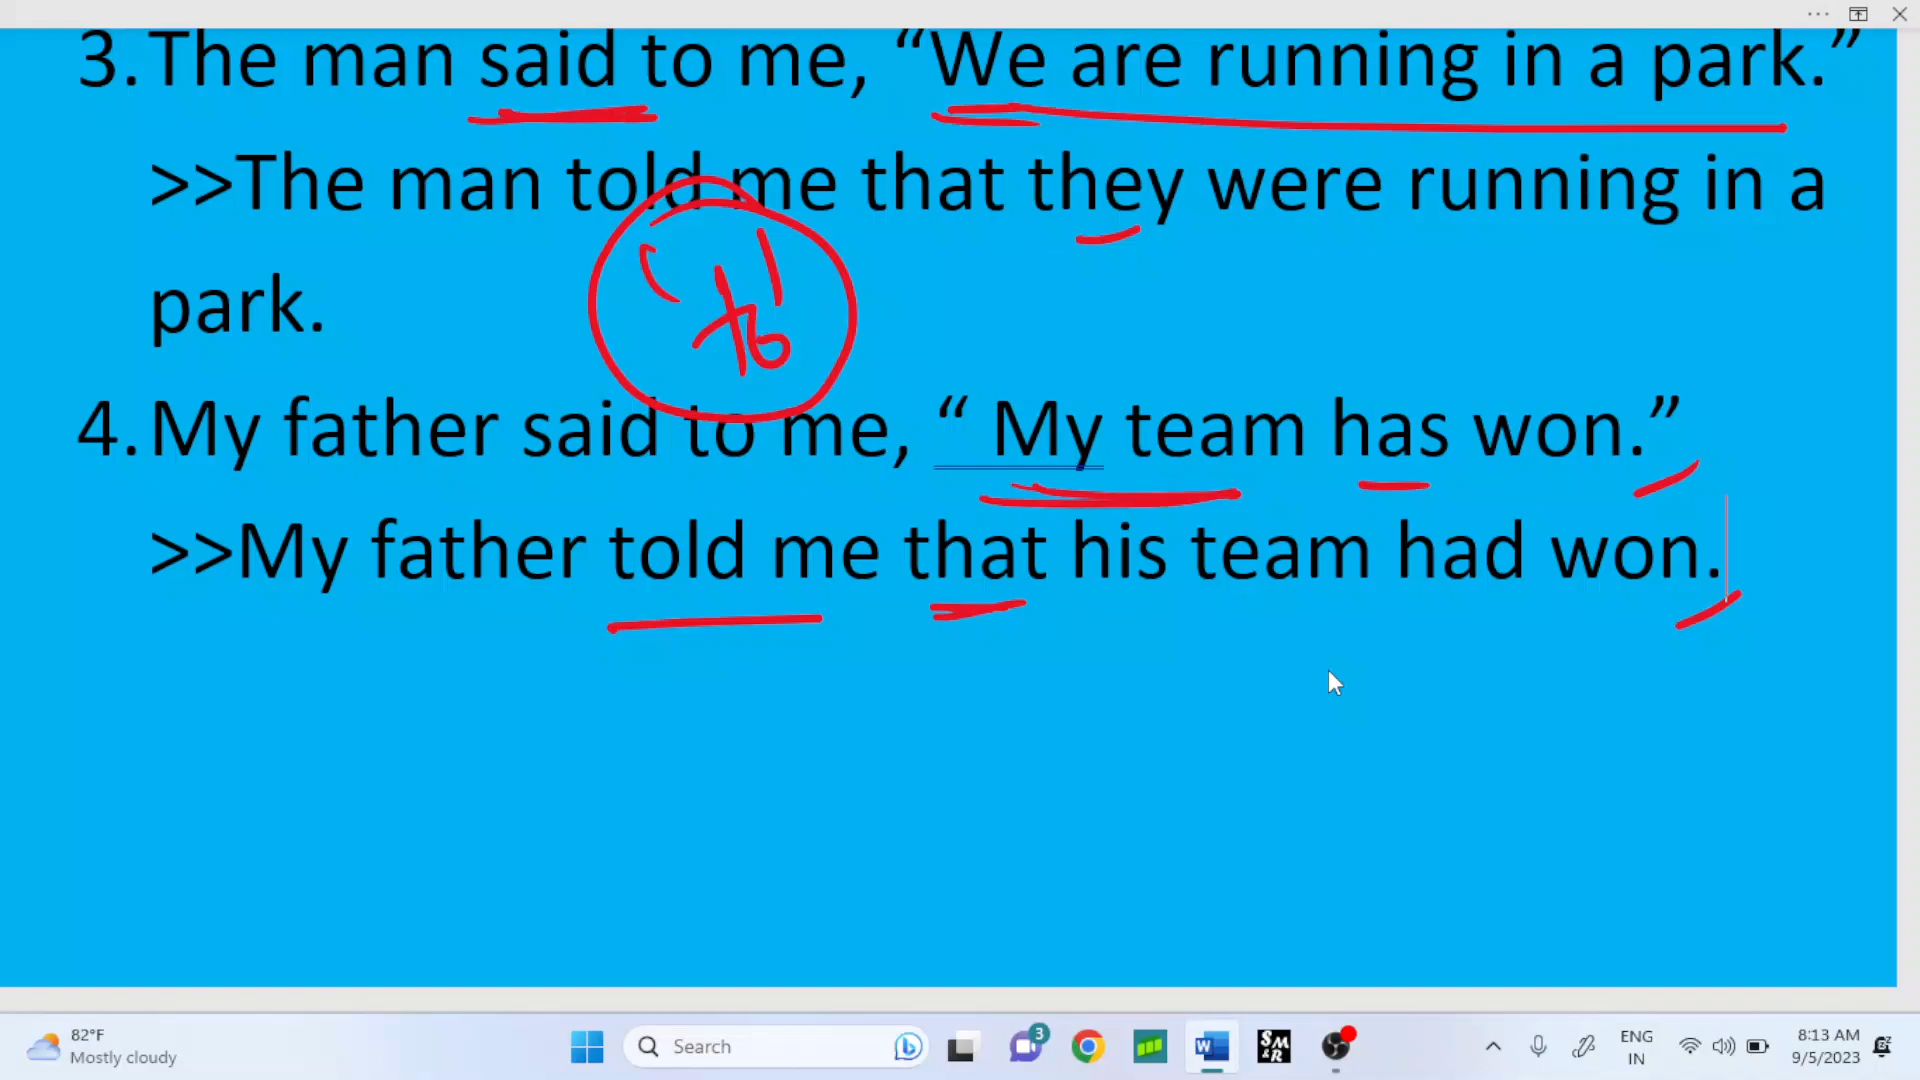 3. The man said to me, “We are running in a park.”
>>The man told me that they were running in a
park.
4. My father said to me, “ My team has won.”
>>My father told me that his team had won.
82°F
Mostly cloudy
Search
3
W
S
M
&R
ENG
IN
8:13 AM
9/5/2023